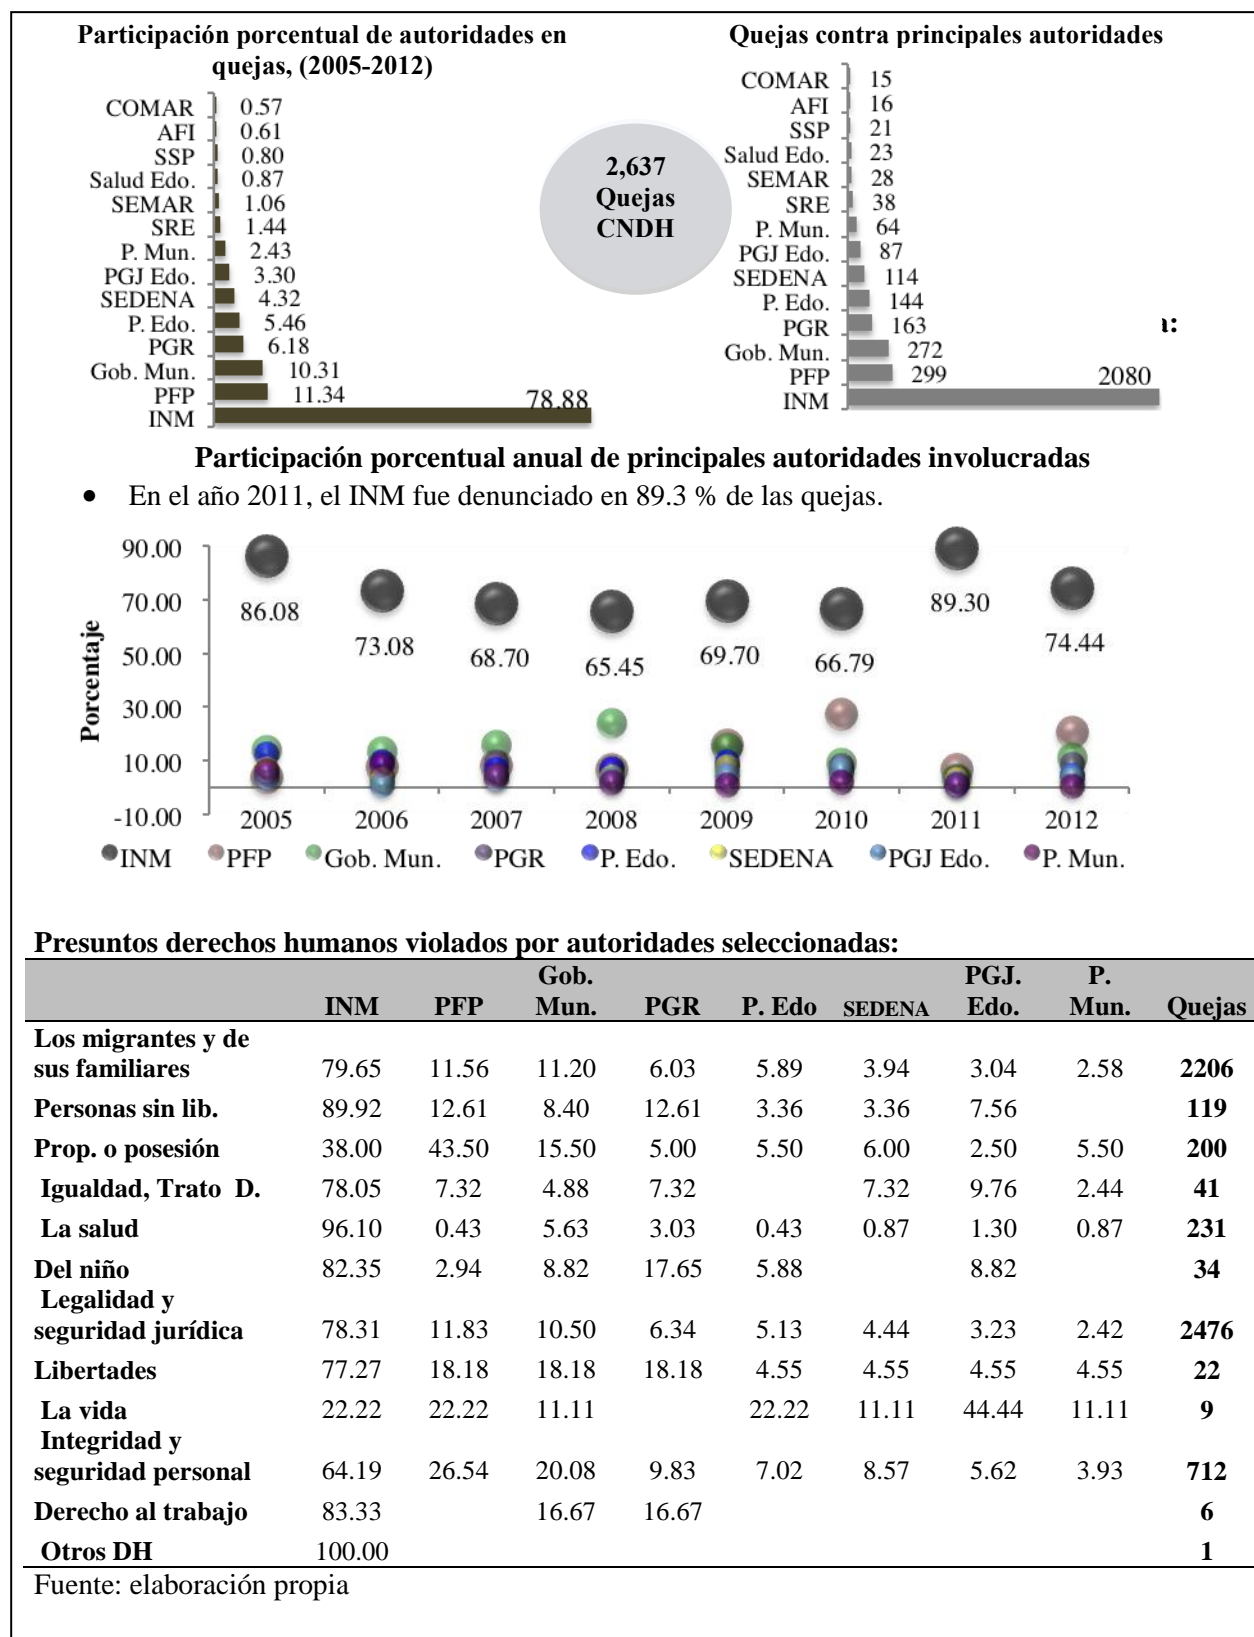 Participación porcentual de autoridades en
quejas, (2005-2012)
COMAR 0.57
AFI 0.61
SSP 0.80
Salud Edo. 0.87
SEMAR 1.06
SRE 1.44
P. Mun. 2.43
PGJ Edo. 3.30
SEDENA 4.32
P. Edo. 5.46
PGR 6.18
Gob. Mun. 10.31
PFP 11.34
INM 78.88
2,637
Quejas
CNDH
Quejas contra principales autoridades
COMAR 15
AFI 16
SSP 21
Salud Edo. 23
SEMAR 28
SRE 38
P. Mun. 64
PGJ Edo. 87
SEDENA 114
P. Edo. 144
PGR 163
Gob. Mun. 272
PFP 299
INM 2080
Participación porcentual anual de principales autoridades involucradas
• En el año 2011, el INM fue denunciado en 89.3 % de las quejas.
Porcentaje
90.00
70.00
50.00
30.00
10.00
-10.00
86.08 73.08 68.70 65.45 69.70 66.79 89.30 74.44
2005 2006 2007 2008 2009 2010 2011 2012
INM PFP Gob. Mun. PGR P. Edo. SEDENA PGJ Edo. P. Mun.
Presuntos derechos humanos violados por autoridades seleccionadas:
Gob. PGJ. P.
INM PFP Mun. PGR P. Edo SEDENA Edo. Mun. Quejas
Los migrantes y de
sus familiares 79.65 11.56 11.20 6.03 5.89 3.94 3.04 2.58 2206
Personas sin lib. 89.92 12.61 8.40 12.61 3.36 3.36 7.56 119
Prop. o posesión 38.00 43.50 15.50 5.00 5.50 6.00 2.50 5.50 200
Igualdad, Trato D. 78.05 7.32 4.88 7.32 7.32 9.76 2.44 41
La salud 96.10 0.43 5.63 3.03 0.43 0.87 1.30 0.87 231
Del niño 82.35 2.94 8.82 17.65 5.88 8.82 34
Legalidad y
seguridad jurídica 78.31 11.83 10.50 6.34 5.13 4.44 3.23 2.42 2476
Libertades 77.27 18.18 18.18 18.18 4.55 4.55 4.55 4.55 22
La vida 22.22 22.22 11.11 22.22 11.11 44.44 11.11 9
Integridad y
seguridad personal 64.19 26.54 20.08 9.83 7.02 8.57 5.62 3.93 712
Derecho al trabajo 83.33 16.67 16.67 6
Otros DH 100.00 1
Fuente: elaboración propia